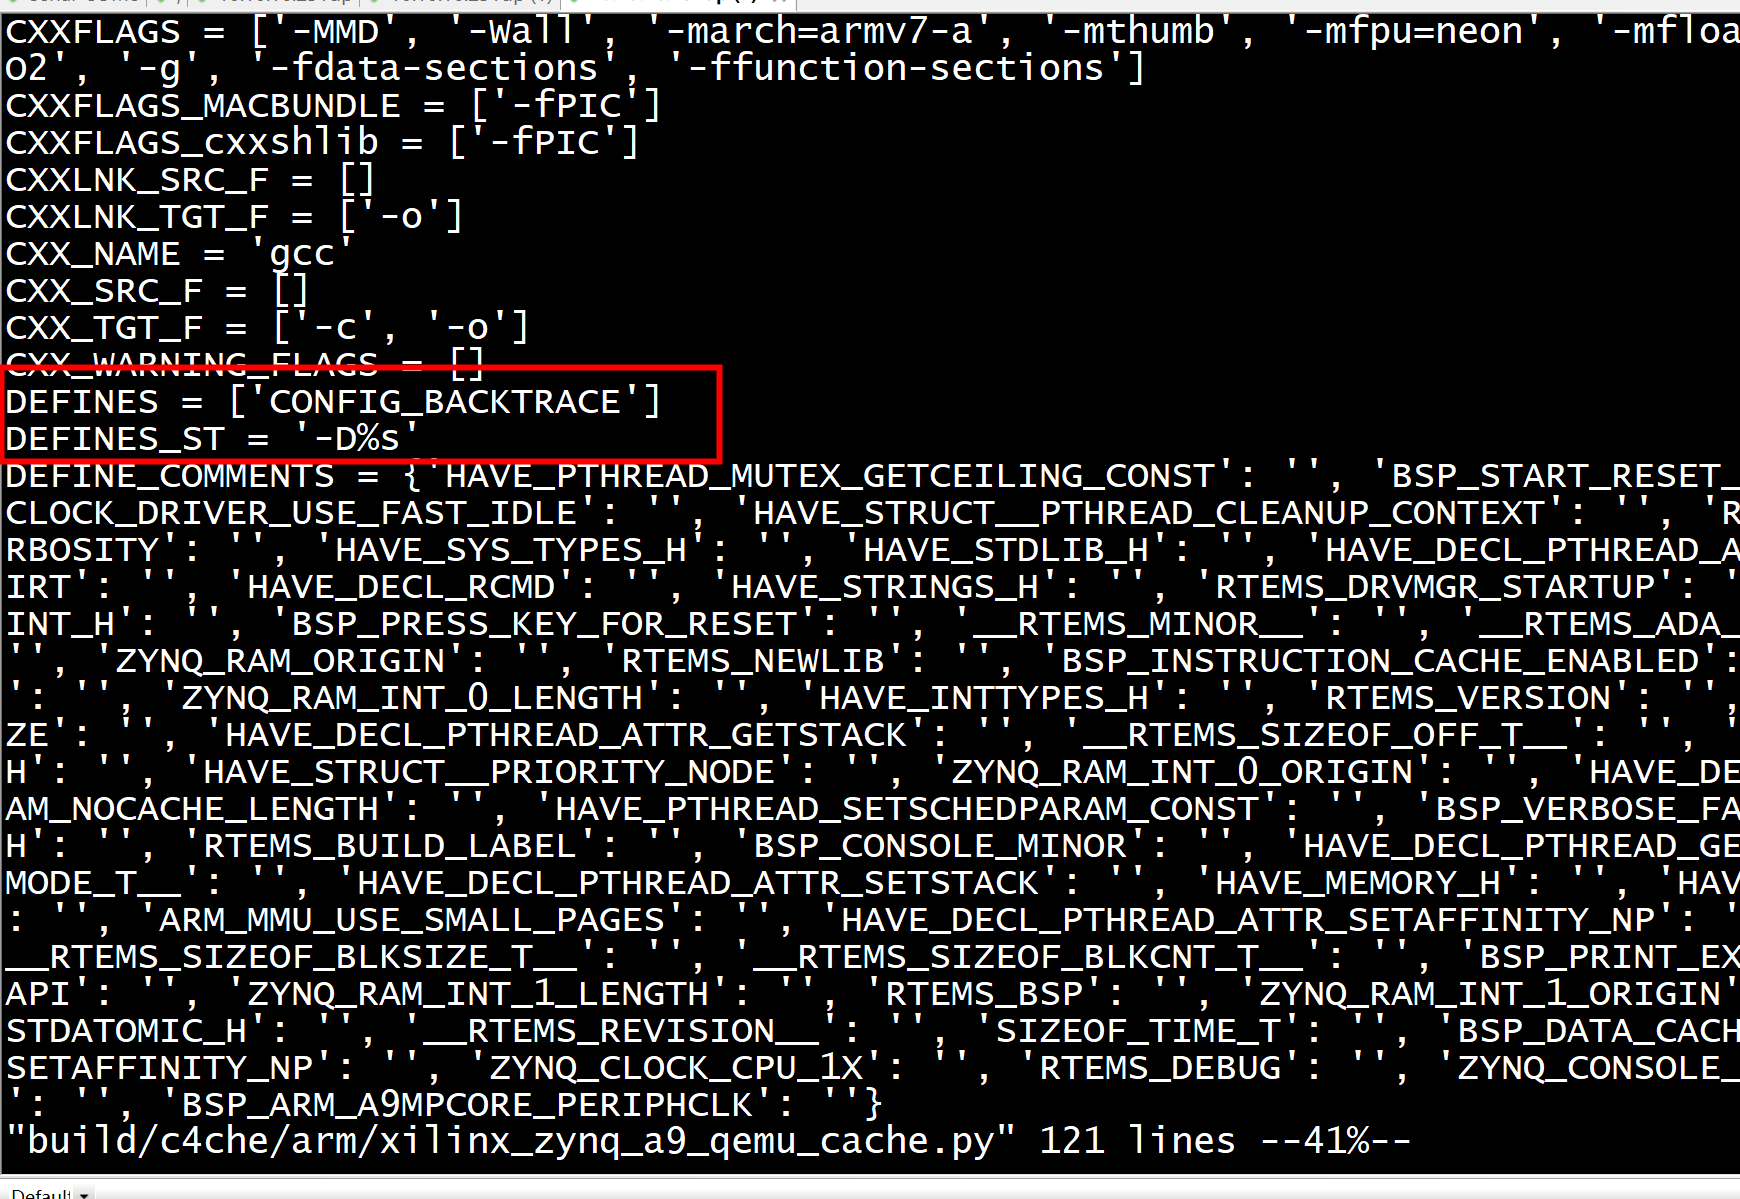 CXXFLAGS = ['-MMD', '-Wall', '-march=armv7-a', '-mthumb', '-mfpu=neon', '-mfloa
O2', '-g', '-fdata-sections', '-ffunction-sections']
CXXFLAGS_MACBUNDLE = ['-fPIC']
CXXFLAGS_cxxshlib = ['-fPIC']
CXXLNK_SRC_F = []
CXXLNK_TGT_F = ['-o']
CXX_NAME = 'gcc'
CXX_SRC_F = []
CXX_TGT_F = ['-c', '-o']
CXX_WARNING_FLAGS = []
DEFINES = ['CONFIG_BACKTRACE']
DEFINES_ST = '-D%s'
DEFINE_COMMENTS = {'HAVE_PTHREAD_MUTEX_GETCEILING_CONST': '', 'BSP_START_RESET_
CLOCK_DRIVER_USE_FAST_IDLE': '', 'HAVE_STRUCT__PTHREAD_CLEANUP_CONTEXT': '', 'R
RBOSITY': '', 'HAVE_SYS_TYPES_H': '', 'HAVE_STDLIB_H': '', 'HAVE_DECL_PTHREAD_A
IRT': '', 'HAVE_DECL_RCMD': '', 'HAVE_STRINGS_H': '', 'RTEMS_DRVMGR_STARTUP': '
INT_H': '', 'BSP_PRESS_KEY_FOR_RESET': '', '__RTEMS_MINOR__': '', '__RTEMS_ADA_
'', 'ZYNQ_RAM_ORIGIN': '', 'RTEMS_NEWLIB': '', 'BSP_INSTRUCTION_CACHE_ENABLED':
': '', 'ZYNQ_RAM_INT_0_LENGTH': '', 'HAVE_INTTYPES_H': '', 'RTEMS_VERSION': '',
ZE': '', 'HAVE_DECL_PTHREAD_ATTR_GETSTACK': '', '__RTEMS_SIZEOF_OFF_T__': '', '
H': '', 'HAVE_STRUCT__PRIORITY_NODE': '', 'ZYNQ_RAM_INT_0_ORIGIN': '', 'HAVE_DE
AM_NOCACHE_LENGTH': '', 'HAVE_PTHREAD_SETSCHEDPARAM_CONST': '', 'BSP_VERBOSE_FA
H': '', 'RTEMS_BUILD_LABEL': '', 'BSP_CONSOLE_MINOR': '', 'HAVE_DECL_PTHREAD_GE
MODE_T__': '', 'HAVE_DECL_PTHREAD_ATTR_SETSTACK': '', 'HAVE_MEMORY_H': '', 'HAV
: '', 'ARM_MMU_USE_SMALL_PAGES': '', 'HAVE_DECL_PTHREAD_ATTR_SETAFFINITY_NP': '
__RTEMS_SIZEOF_BLKSIZE_T__': '', '__RTEMS_SIZEOF_BLKCNT_T__': '', 'BSP_PRINT_EX
API': '', 'ZYNQ_RAM_INT_1_LENGTH': '', 'RTEMS_BSP': '', 'ZYNQ_RAM_INT_1_ORIGIN'
STDATOMIC_H': '', '__RTEMS_REVISION__': '', 'SIZEOF_TIME_T': '', 'BSP_DATA_CACH
SETAFFINITY_NP': '', 'ZYNQ_CLOCK_CPU_1X': '', 'RTEMS_DEBUG': '', 'ZYNQ_CONSOLE_
': '', 'BSP_ARM_A9MPCORE_PERIPHCLK': ''}
"build/c4che/arm/xilinx_zynq_a9_qemu_cache.py" 121 lines --41%--
Default